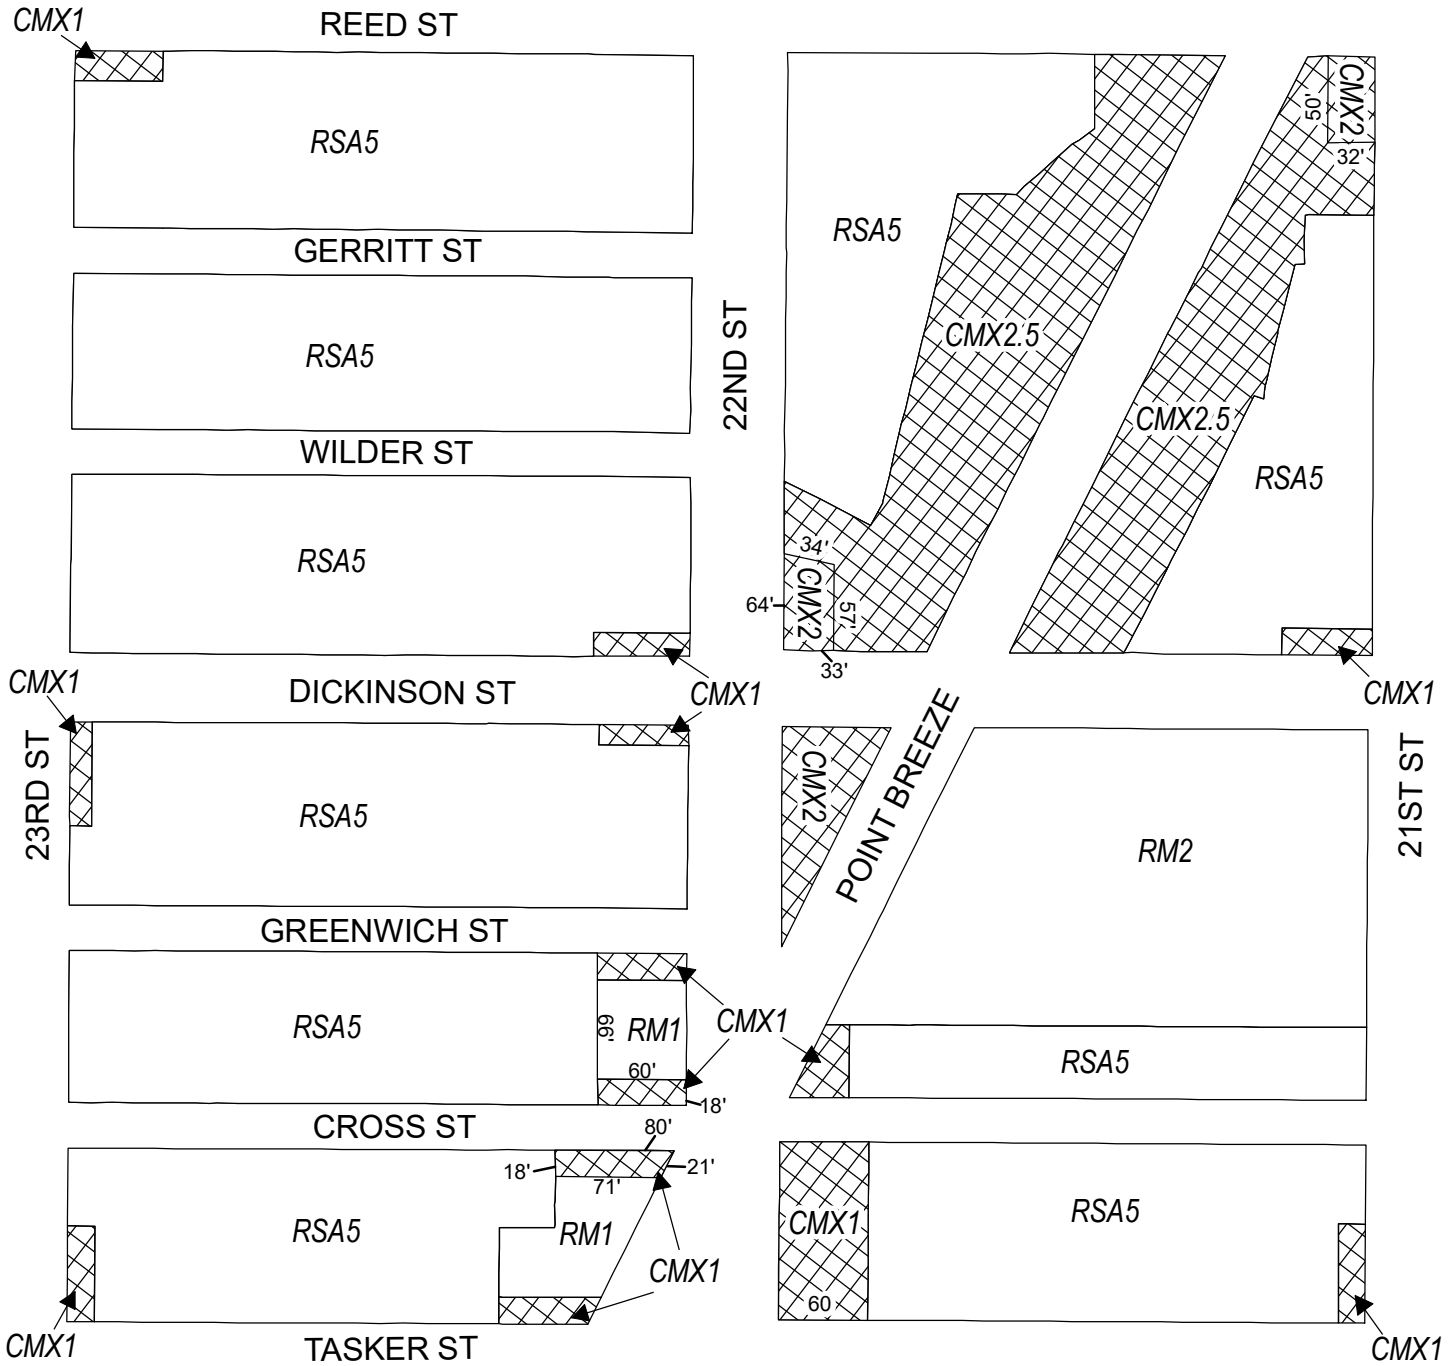 CMX1
REED ST
RSA5
GERRITT ST
RSA5
WILDER ST
RSA5
CMX1
DICKINSON ST
CMX1
23RD ST
RSA5
GREENWICH ST
RSA5
66'
RM1
60'
18'
CMX1
CROSS ST
80'
18'
71'
21'
RSA5
RM1
CMX1
CMX1
TASKER ST
22ND ST
RSA5
CMX2.5
34'
CMX2
57'
64'
33'
50'
CMX2
32'
CMX2.5
RSA5
CMX1
CMX2
POINT BREEZE
RM2
21ST ST
RSA5
CMX1
60
RSA5
CMX1